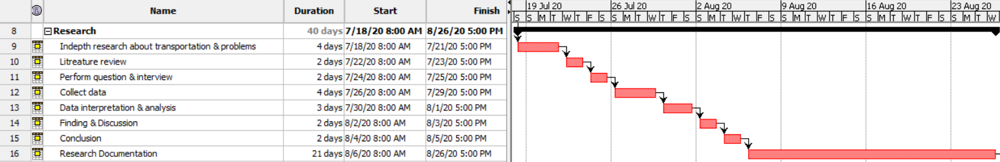 Name Duration Start Finish 19 Jul 20 26 Jul 20 2 Aug 20 9 Aug 20 16 Aug 20 23 Aug 20
S S M T W T F S S M T W T F S S M T W T F S S M T W T F S S M T W T F S S M T W
8 Research 40 days 7/18/20 8:00 AM 8/26/20 5:00 PM
9 Indepth research about transportation & problems 4 days 7/18/20 8:00 AM 7/21/20 5:00 PM
10 Litreature review 2 days 7/22/20 8:00 AM 7/23/20 5:00 PM
11 Perform question & interview 2 days 7/24/20 8:00 AM 7/25/20 5:00 PM
12 Collect data 4 days 7/26/20 8:00 AM 7/29/20 5:00 PM
13 Data interpretation & analysis 3 days 7/30/20 8:00 AM 8/1/20 5:00 PM
14 Finding & Discussion 2 days 8/2/20 8:00 AM 8/3/20 5:00 PM
15 Conclusion 2 days 8/4/20 8:00 AM 8/5/20 5:00 PM
16 Research Documentation 21 days 8/6/20 8:00 AM 8/26/20 5:00 PM